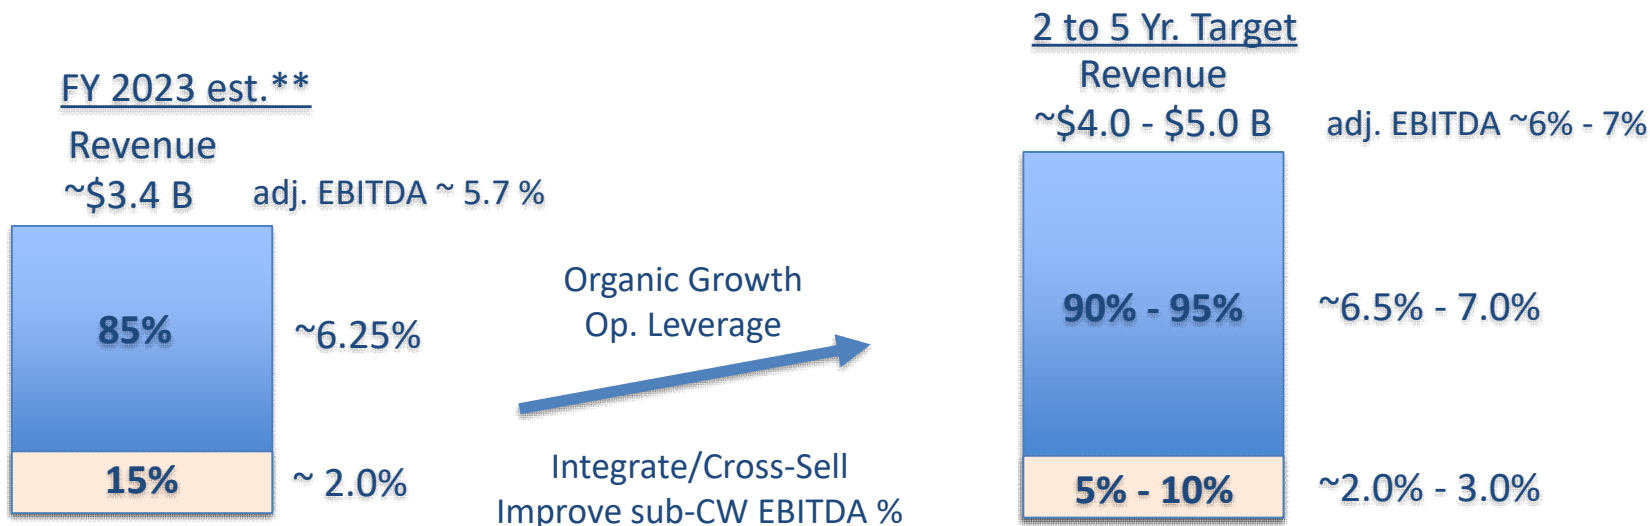 FY 2023 est.**
Revenue
~$3.4 B
adj. EBITDA ~ 5.7 %
85%
~6.25%
15%
~ 2.0%
Organic Growth
Op. Leverage
Integrate/Cross-Sell
Improve sub-CW EBITDA %
2 to 5 Yr. Target
Revenue
~$4.0 - $5.0 B
adj. EBITDA ~6% - 7%
90% - 95%
~6.5% - 7.0%
5% - 10%
~2.0% - 3.0%